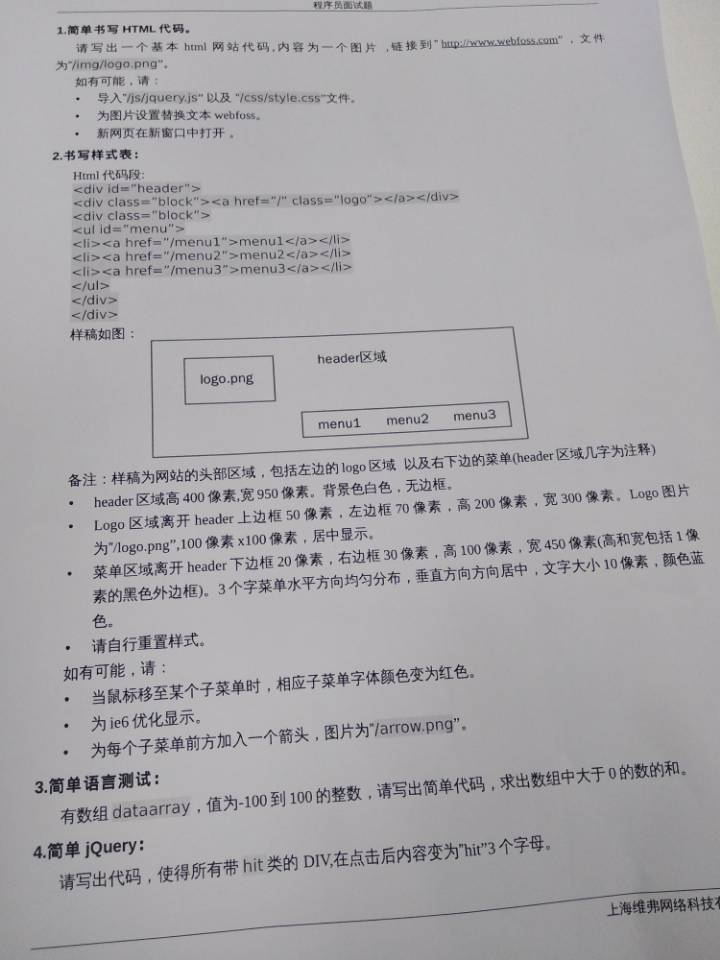 程序员面试题
1.简单书写 HTML 代码。
请写出一个基本 html 网站代码,内容为一个图片 ,链接到" http://www.webfoss.com" ，文件
为"/img/logo.png"。
如有可能，请：
• 导入"/js/jquery.js" 以及 "/css/style.css"文件。
• 为图片设置替换文本 webfoss。
• 新网页在新窗口中打开 。
2.书写样式表：
Html 代码段:
<div id="header">
<div class="block"><a href="/" class="logo"></a></div>
<div class="block">
<ul id="menu">
<li><a href="/menu1">menu1</a></li>
<li><a href="/menu2">menu2</a></li>
<li><a href="/menu3">menu3</a></li>
</ul>
</div>
</div>
样稿如图：
header区域
logo.png
menu1 menu2 menu3
备注：样稿为网站的头部区域，包括左边的 logo 区域 以及右下边的菜单(header 区域几字为注释)
• header 区域高 400 像素,宽 950 像素。背景色白色，无边框。
• Logo 区域离开 header 上边框 50 像素，左边框 70 像素，高 200 像素，宽 300 像素。Logo 图片
为"/logo.png",100 像素 x100 像素，居中显示。
• 菜单区域离开 header 下边框 20 像素，右边框 30 像素，高 100 像素，宽 450 像素(高和宽包括 1 像
素的黑色外边框)。3 个字菜单水平方向均匀分布，垂直方向方向居中，文字大小 10 像素，颜色蓝
色。
• 请自行重置样式。
如有可能，请：
• 当鼠标移至某个子菜单时，相应子菜单字体颜色变为红色。
• 为 ie6 优化显示。
• 为每个子菜单前方加入一个箭头，图片为"/arrow.png"。
3.简单语言测试：
有数组 dataarray，值为-100 到 100 的整数，请写出简单代码，求出数组中大于 0 的数的和。
4.简单 jQuery：
请写出代码，使得所有带 hit 类的 DIV,在点击后内容变为"hit"3 个字母。
上海维弗网络科技有